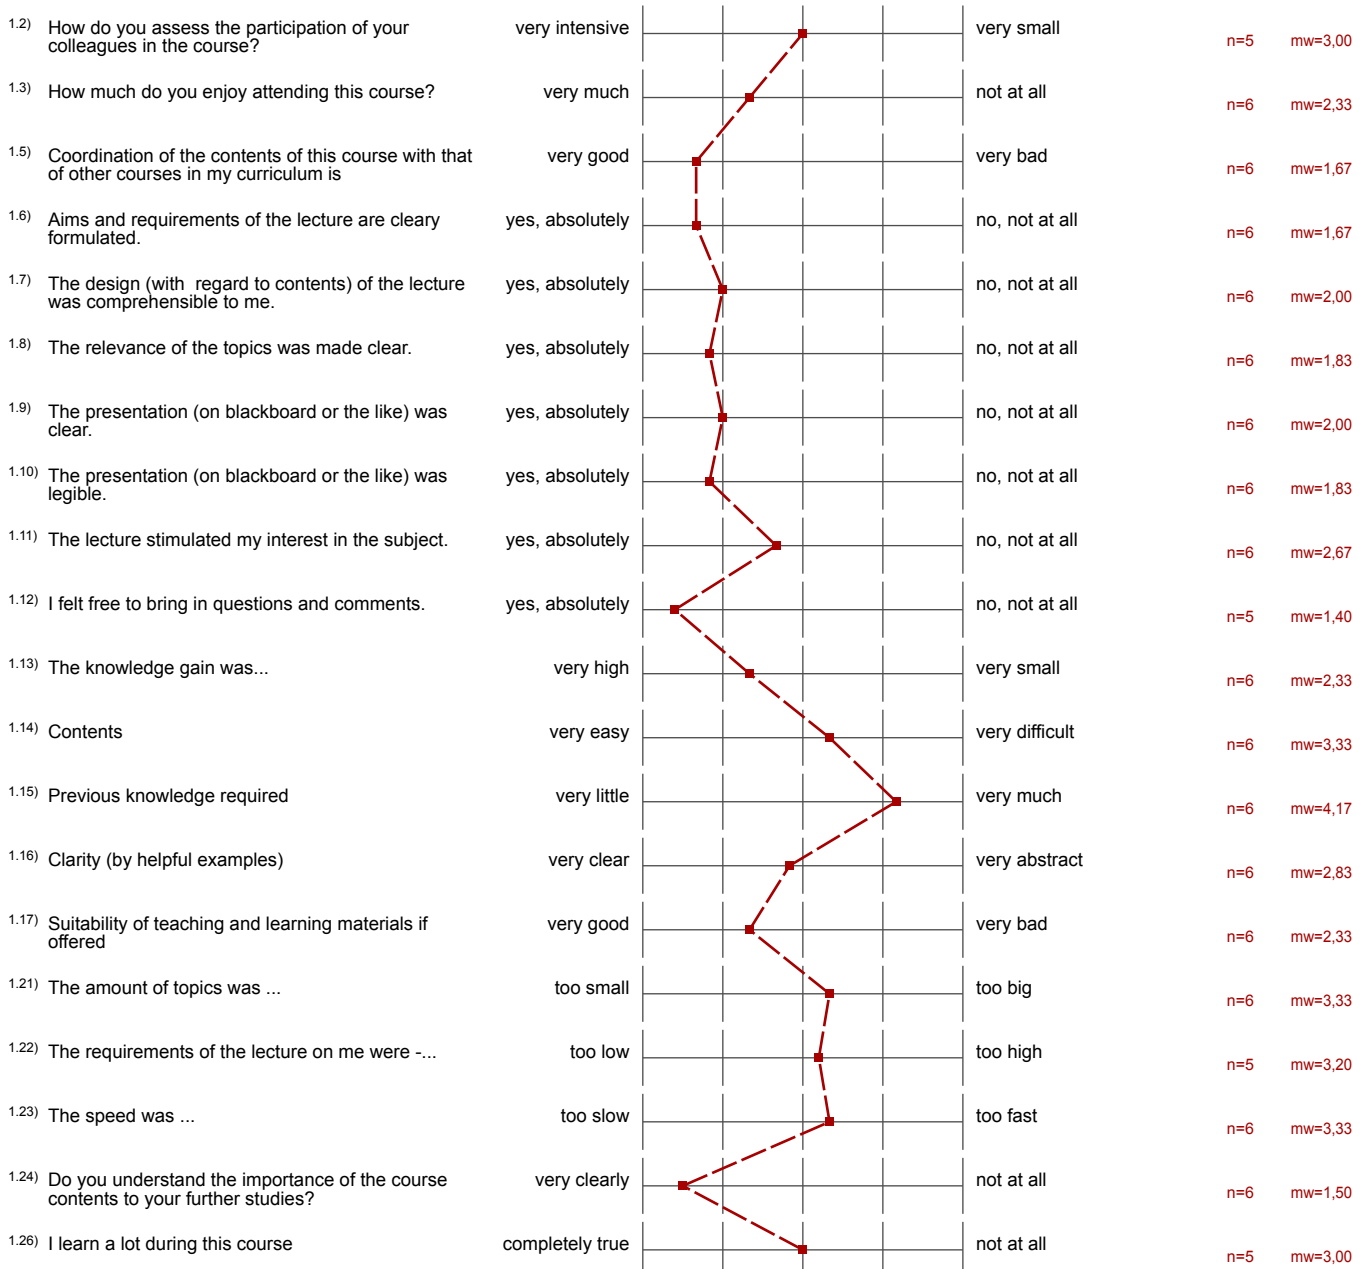 1.2) How do you assess the participation of your very intensive very small n=5 mw=3,00
colleagues in the course?
1.3) How much do you enjoy attending this course? very much not at all n=6 mw=2,33
1.5) Coordination of the contents of this course with that very good very bad n=6 mw=1,67
of other courses in my curriculum is
1.6) Aims and requirements of the lecture are cleary yes, absolutely no, not at all n=6 mw=1,67
formulated.
1.7) The design (with regard to contents) of the lecture yes, absolutely no, not at all n=6 mw=2,00
was comprehensible to me.
1.8) The relevance of the topics was made clear. yes, absolutely no, not at all n=6 mw=1,83
1.9) The presentation (on blackboard or the like) was yes, absolutely no, not at all n=6 mw=2,00
clear.
1.10) The presentation (on blackboard or the like) was yes, absolutely no, not at all n=6 mw=1,83
legible.
1.11) The lecture stimulated my interest in the subject. yes, absolutely no, not at all n=6 mw=2,67
1.12) I felt free to bring in questions and comments. yes, absolutely no, not at all n=5 mw=1,40
1.13) The knowledge gain was... very high very small n=6 mw=2,33
1.14) Contents very easy very difficult n=6 mw=3,33
1.15) Previous knowledge required very little very much n=6 mw=4,17
1.16) Clarity (by helpful examples) very clear very abstract n=6 mw=2,83
1.17) Suitability of teaching and learning materials if very good very bad n=6 mw=2,33
offered
1.21) The amount of topics was ... too small too big n=6 mw=3,33
1.22) The requirements of the lecture on me were -... too low too high n=5 mw=3,20
1.23) The speed was ... too slow too fast n=6 mw=3,33
1.24) Do you understand the importance of the course very clearly not at all n=6 mw=1,50
contents to your further studies?
1.26) I learn a lot during this course completely true not at all n=5 mw=3,00